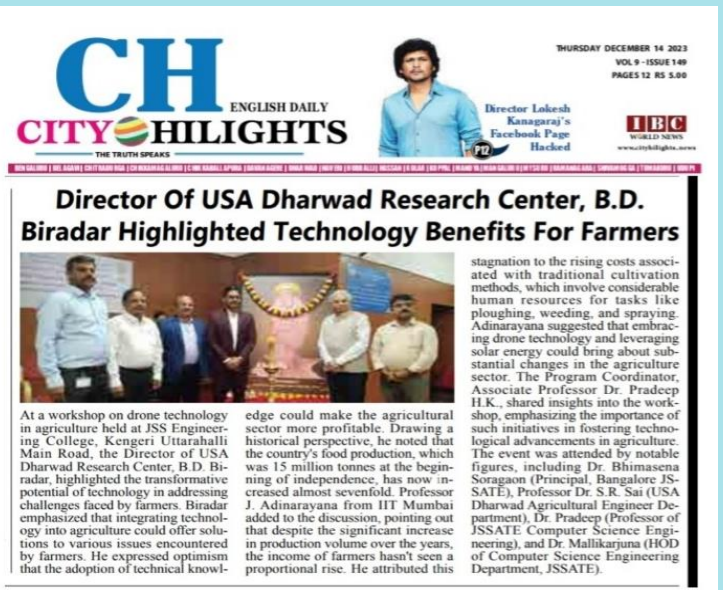 CH
ENGLISH DAILY
CITY HILIGHTS
THE TRUTH SPEAKS
Director Lokesh
Kanagaraj's
Facebook Page
Hacked
P12
THURSDAY DECEMBER 14 2023
VOL 9 - ISSUE 149
PAGES 12 RS 5.00
IBC
WORLD NEWS
www.cityhilights.news
Director Of USA Dharwad Research Center, B.D.
Biradar Highlighted Technology Benefits For Farmers
At a workshop on drone technology
in agriculture held at JSS Engineer-
ing College, Kengeri Uttarahalli
Main Road, the Director of USA
Dharwad Research Center, B.D. Bi-
radar, highlighted the transformative
potential of technology in addressing
challenges faced by farmers. Biradar
emphasized that integrating technol-
ogy into agriculture could offer solu-
tions to various issues encountered
by farmers. He expressed optimism
that the adoption of technical knowl-
edge could make the agricultural
sector more profitable. Drawing a
historical perspective, he noted that
the country's food production, which
was 15 million tonnes at the begin-
ning of independence, has now in-
creased almost sevenfold. Professor
J. Adinarayana from IIT Mumbai
added to the discussion, pointing out
that despite the significant increase
in production volume over the years,
the income of farmers hasn't seen a
proportional rise. He attributed this
stagnation to the rising costs associ-
ated with traditional cultivation
methods, which involve considerable
human resources for tasks like
ploughing, weeding, and spraying.
Adinarayana suggested that embrac-
ing drone technology and leveraging
solar energy could bring about sub-
stantial changes in the agriculture
sector. The Program Coordinator,
Associate Professor Dr. Pradeep
H.K., shared insights into the work-
shop, emphasizing the importance of
such initiatives in fostering techno-
logical advancements in agriculture.
The event was attended by notable
figures, including Dr. Bhimasena
Soragaon (Principal, Bangalore JS-
SATE), Professor Dr. S.R. Sai (USA
Dharwad Agricultural Engineer De-
partment), Dr. Pradeep (Professor of
JSSATE Computer Science Engi-
neering), and Dr. Mallikarjuna (HOD
of Computer Science Engineering
Department, JSSATE).